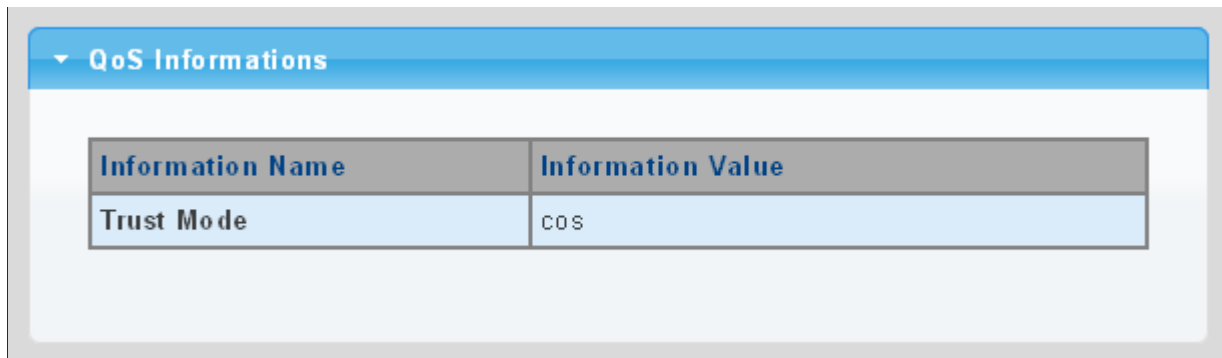 QoS Informations
Information Name Information Value
Trust Mode cos